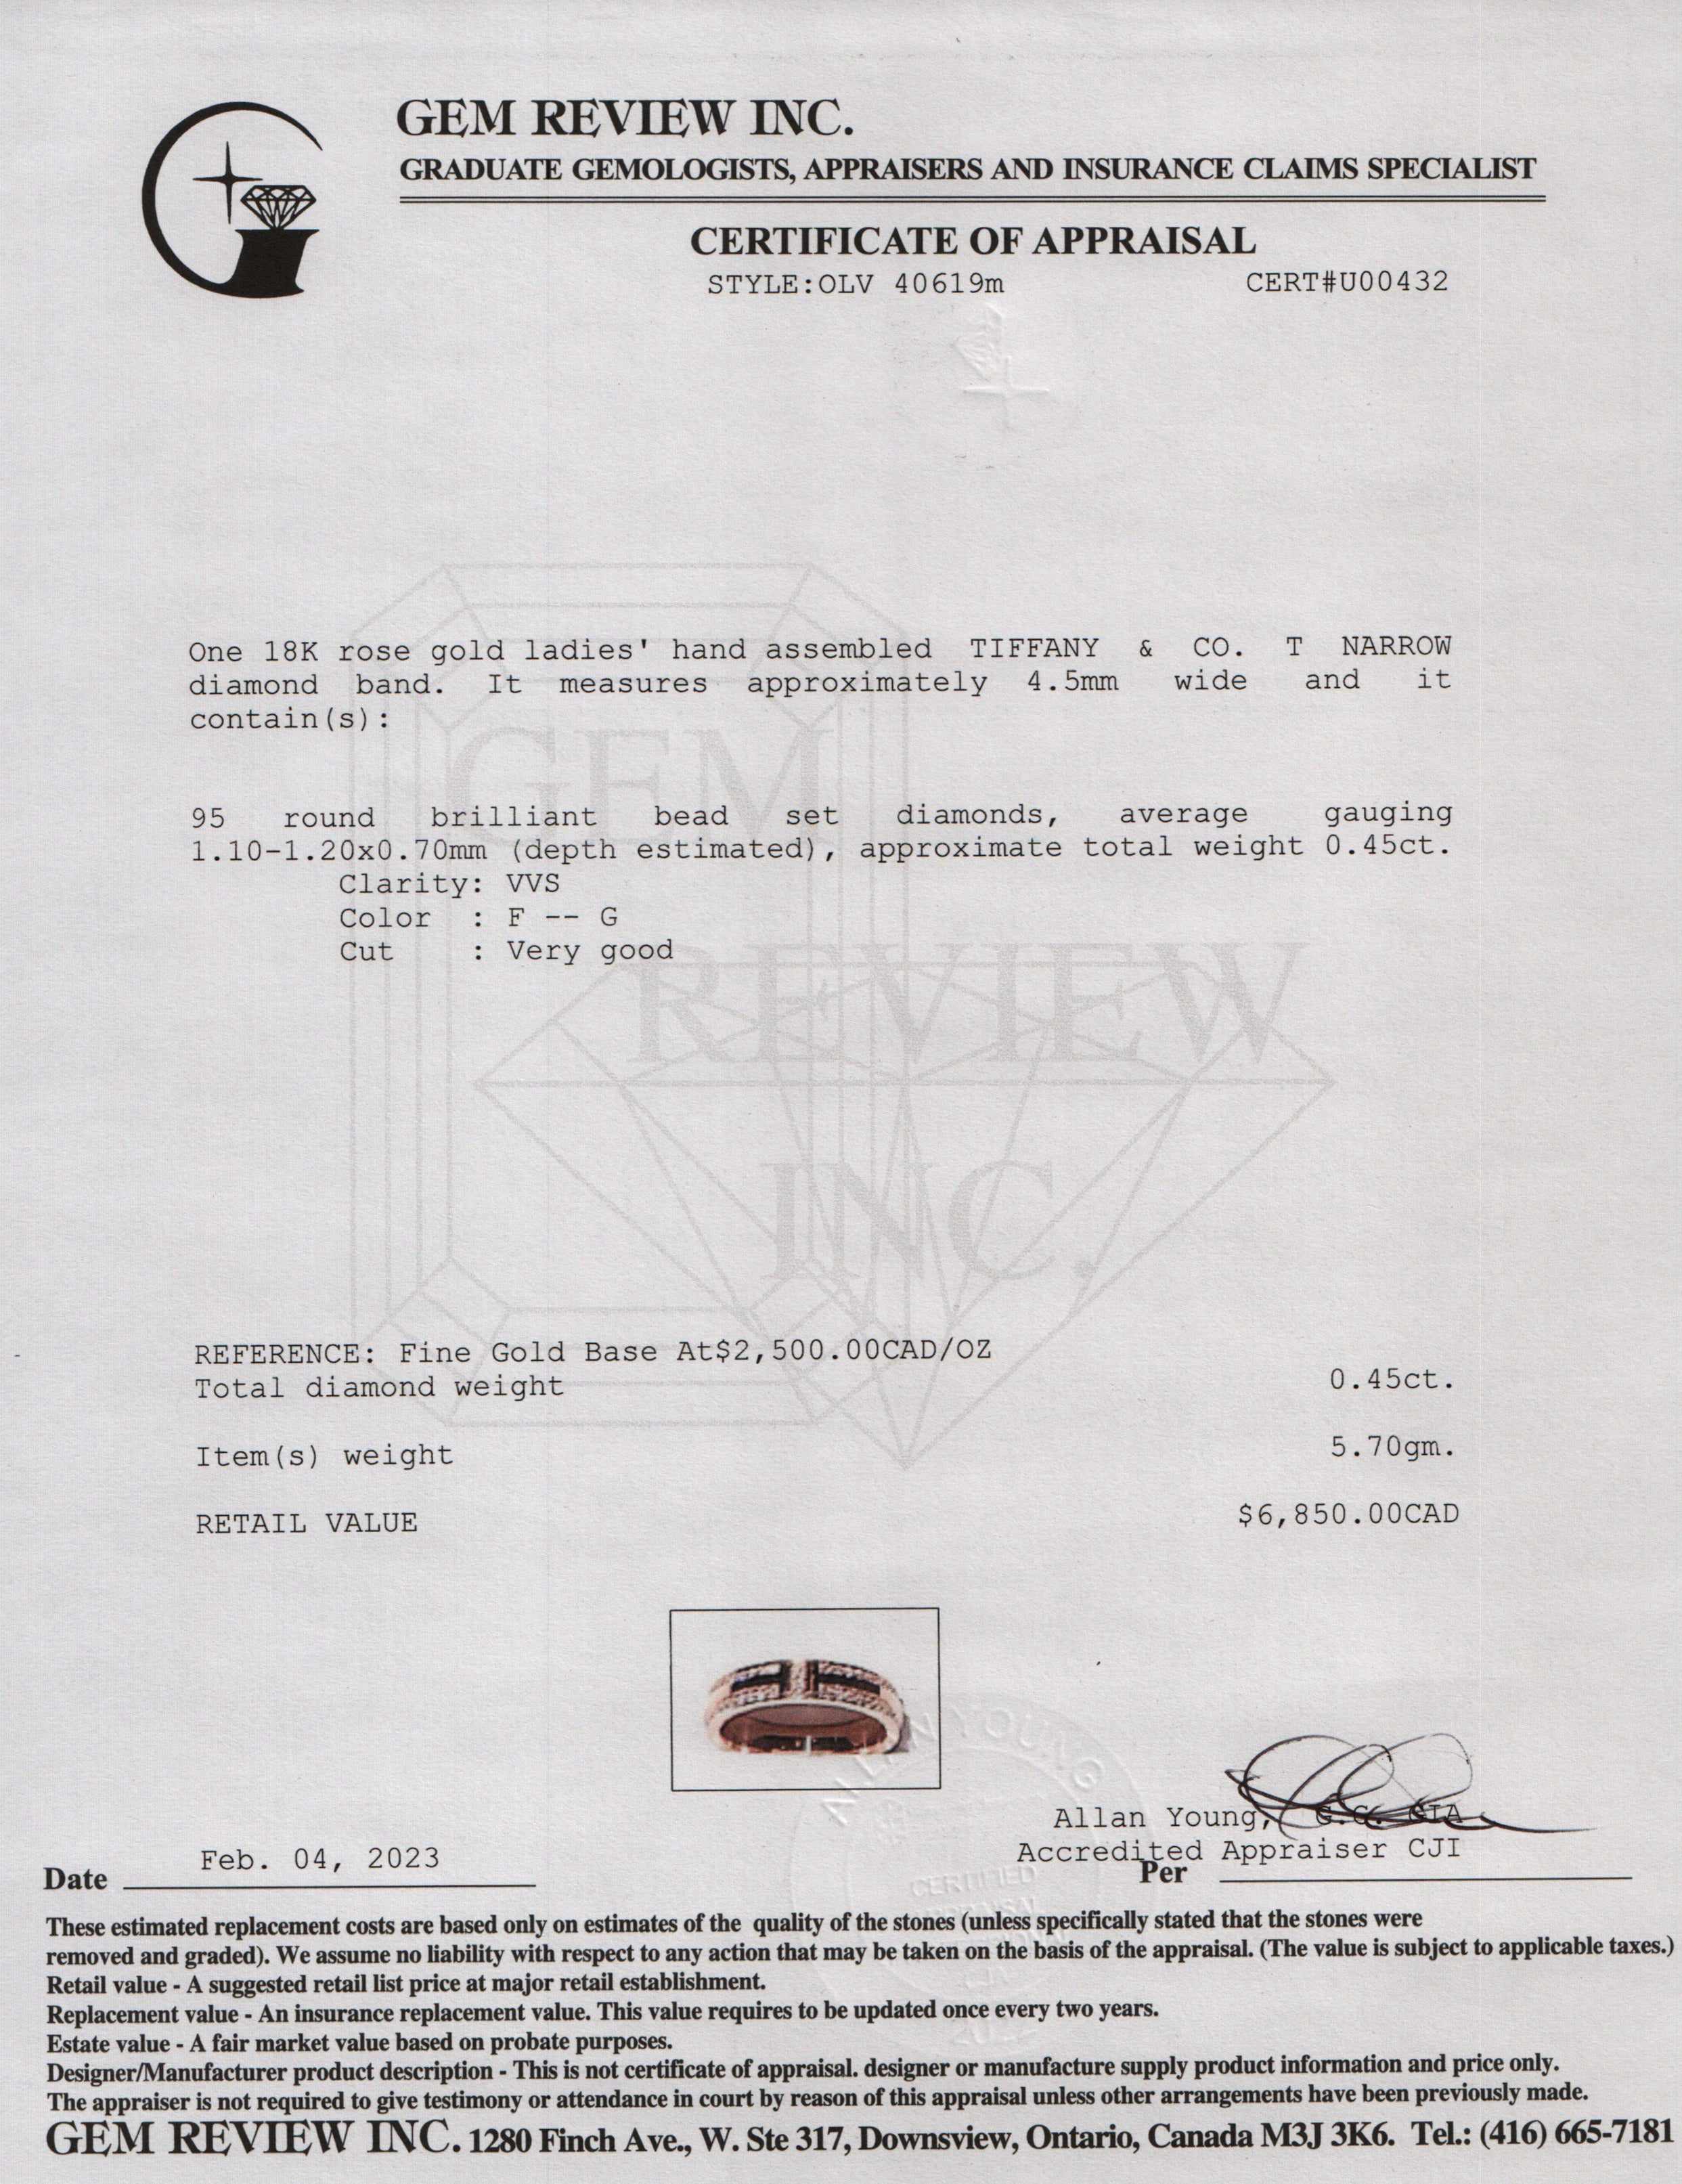 GEM REVIEW INC.
GRADUATE GEMOLOGISTS, APPRAISERS AND INSURANCE CLAIMS SPECIALIST
CERTIFICATE OF APPRAISAL
STYLE:OLV 40619m CERT#U00432
One 18K rose gold ladies' hand assembled TIFFANY & CO. T NARROW
diamond band. It measures approximately 4.5mm wide and it
contain(s):
GEM
95 round brilliant bead set diamonds, average gauging
1.10-1.20x0.70mm (depth estimated), approximate total weight 0.45ct.
Clarity: VVS
Color : F -- G
Cut : Very good
REVIEW
INC.
REFERENCE: Fine Gold Base At$2,500.00CAD/OZ
Total diamond weight 0.45ct.
Item(s) weight 5.70gm.
RETAIL VALUE $6,850.00CAD
ALLAN YOUNG
Allan Young, G.G. GIA
Accredited Appraiser CJI
Date Feb. 04, 2023 Per
CERTIFIED
APPRAISAL
These estimated replacement costs are based only on estimates of the quality of the stones (unless specifically stated that the stones were
removed and graded). We assume no liability with respect to any action that may be taken on the basis of the appraisal. (The value is subject to applicable taxes.)
Retail value - A suggested retail list price at major retail establishment.
Replacement value - An insurance replacement value. This value requires to be updated once every two years.
Estate value - A fair market value based on probate purposes.
Designer/Manufacturer product description - This is not certificate of appraisal. designer or manufacture supply product information and price only.
The appraiser is not required to give testimony or attendance in court by reason of this appraisal unless other arrangements have been previously made.
GEM REVIEW INC. 1280 Finch Ave., W. Ste 317, Downsview, Ontario, Canada M3J 3K6. Tel.: (416) 665-7181